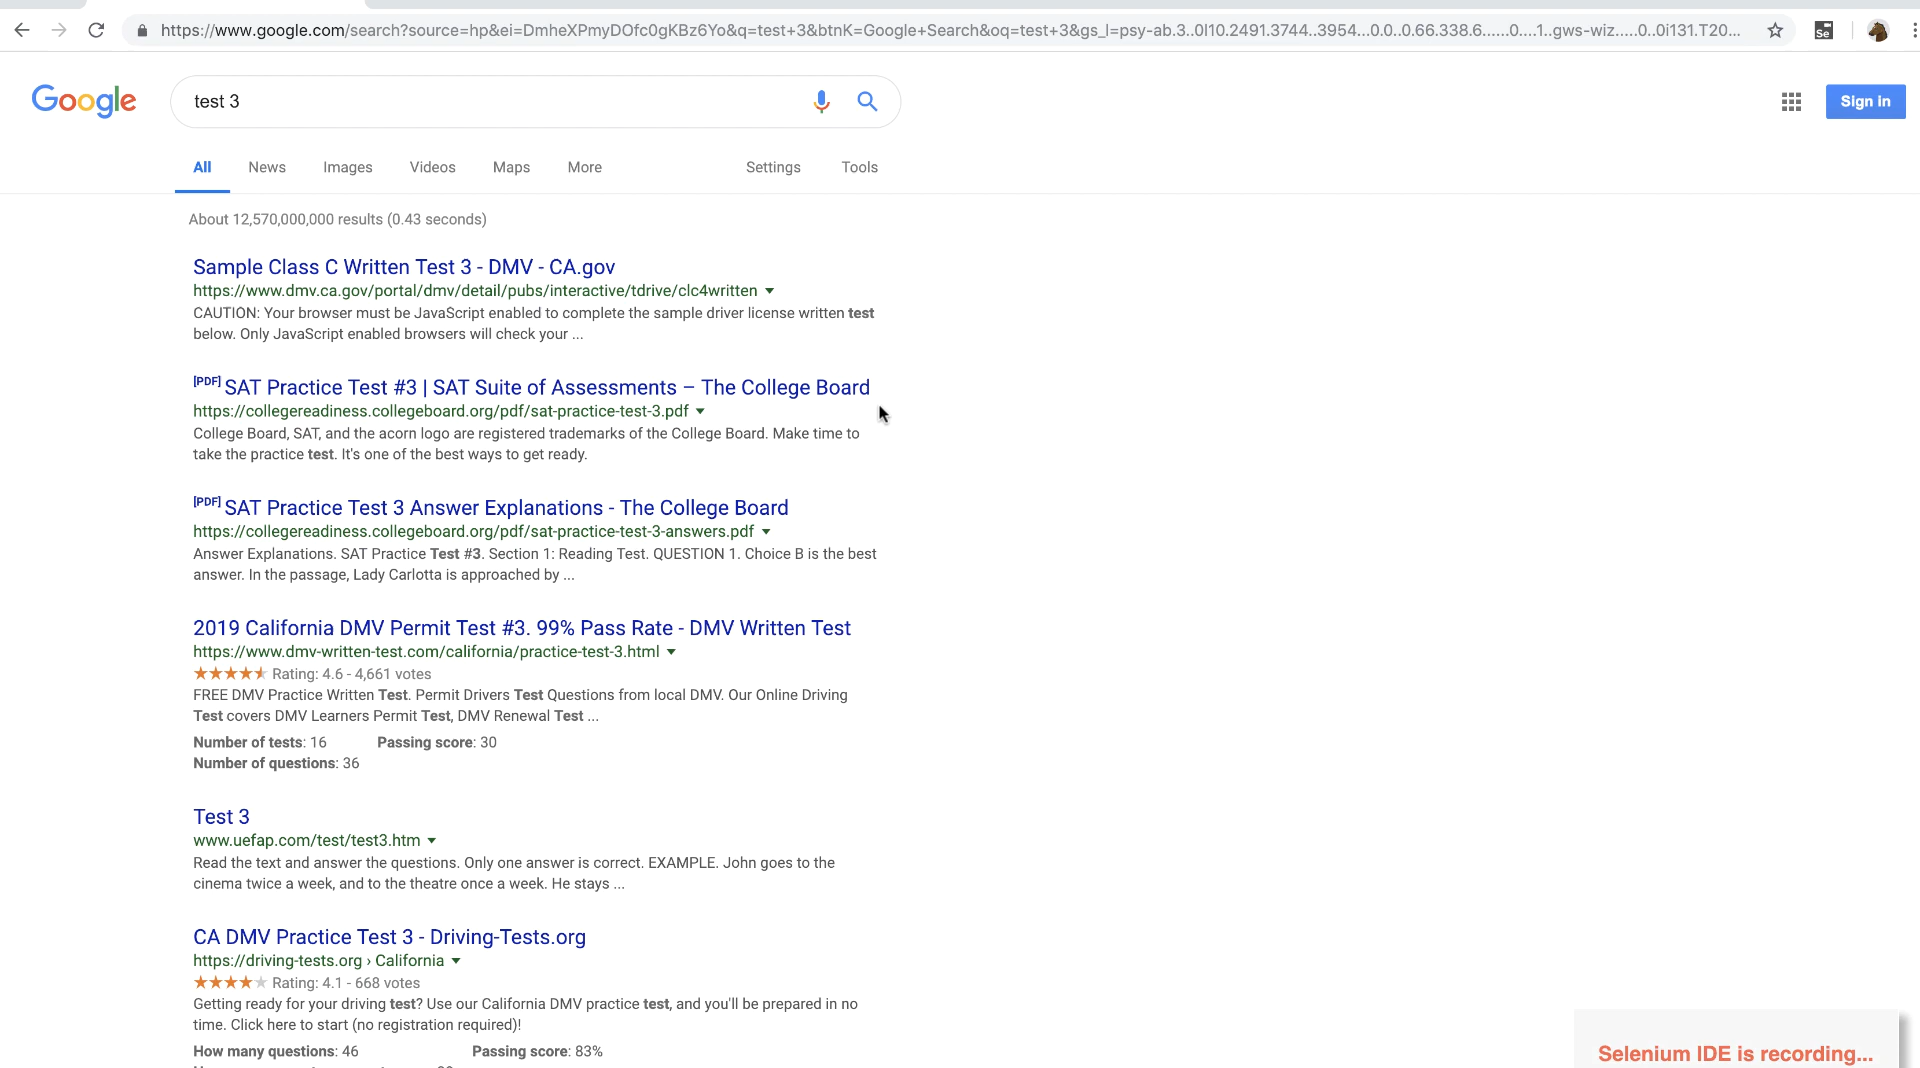 https://www.google.com/search?source=hp&ei=DmheXPmyDOfc0gKBz6Yo&q=test+3&btnK=Google+Search&oq=test+3&gs_l=psy-ab.3..0l10.2491.3744..3954...0.0..0.66.338.6......0....1..gws-wiz.....0..0i131.T20...
Se
Google
test 3
Sign in
All News Images Videos Maps More Settings Tools
About 12,570,000,000 results (0.43 seconds)
Sample Class C Written Test 3 - DMV - CA.gov
https://www.dmv.ca.gov/portal/dmv/detail/pubs/interactive/tdrive/clc4written
CAUTION: Your browser must be JavaScript enabled to complete the sample driver license written test
below. Only JavaScript enabled browsers will check your ...
[PDF] SAT Practice Test #3 | SAT Suite of Assessments – The College Board
https://collegereadiness.collegeboard.org/pdf/sat-practice-test-3.pdf
College Board, SAT, and the acorn logo are registered trademarks of the College Board. Make time to
take the practice test. It's one of the best ways to get ready.
[PDF] SAT Practice Test 3 Answer Explanations - The College Board
https://collegereadiness.collegeboard.org/pdf/sat-practice-test-3-answers.pdf
Answer Explanations. SAT Practice Test #3. Section 1: Reading Test. QUESTION 1. Choice B is the best
answer. In the passage, Lady Carlotta is approached by ...
2019 California DMV Permit Test #3. 99% Pass Rate - DMV Written Test
https://www.dmv-written-test.com/california/practice-test-3.html
Rating: 4.6 - 4,661 votes
FREE DMV Practice Written Test. Permit Drivers Test Questions from local DMV. Our Online Driving
Test covers DMV Learners Permit Test, DMV Renewal Test ...
Number of tests: 16 Passing score: 30
Number of questions: 36
Test 3
www.uefap.com/test/test3.htm
Read the text and answer the questions. Only one answer is correct. EXAMPLE. John goes to the
cinema twice a week, and to the theatre once a week. He stays ...
CA DMV Practice Test 3 - Driving-Tests.org
https://driving-tests.org › California
Rating: 4.1 - 668 votes
Getting ready for your driving test? Use our California DMV practice test, and you'll be prepared in no
time. Click here to start (no registration required)!
How many questions: 46 Passing score: 83%
Selenium IDE is recording...